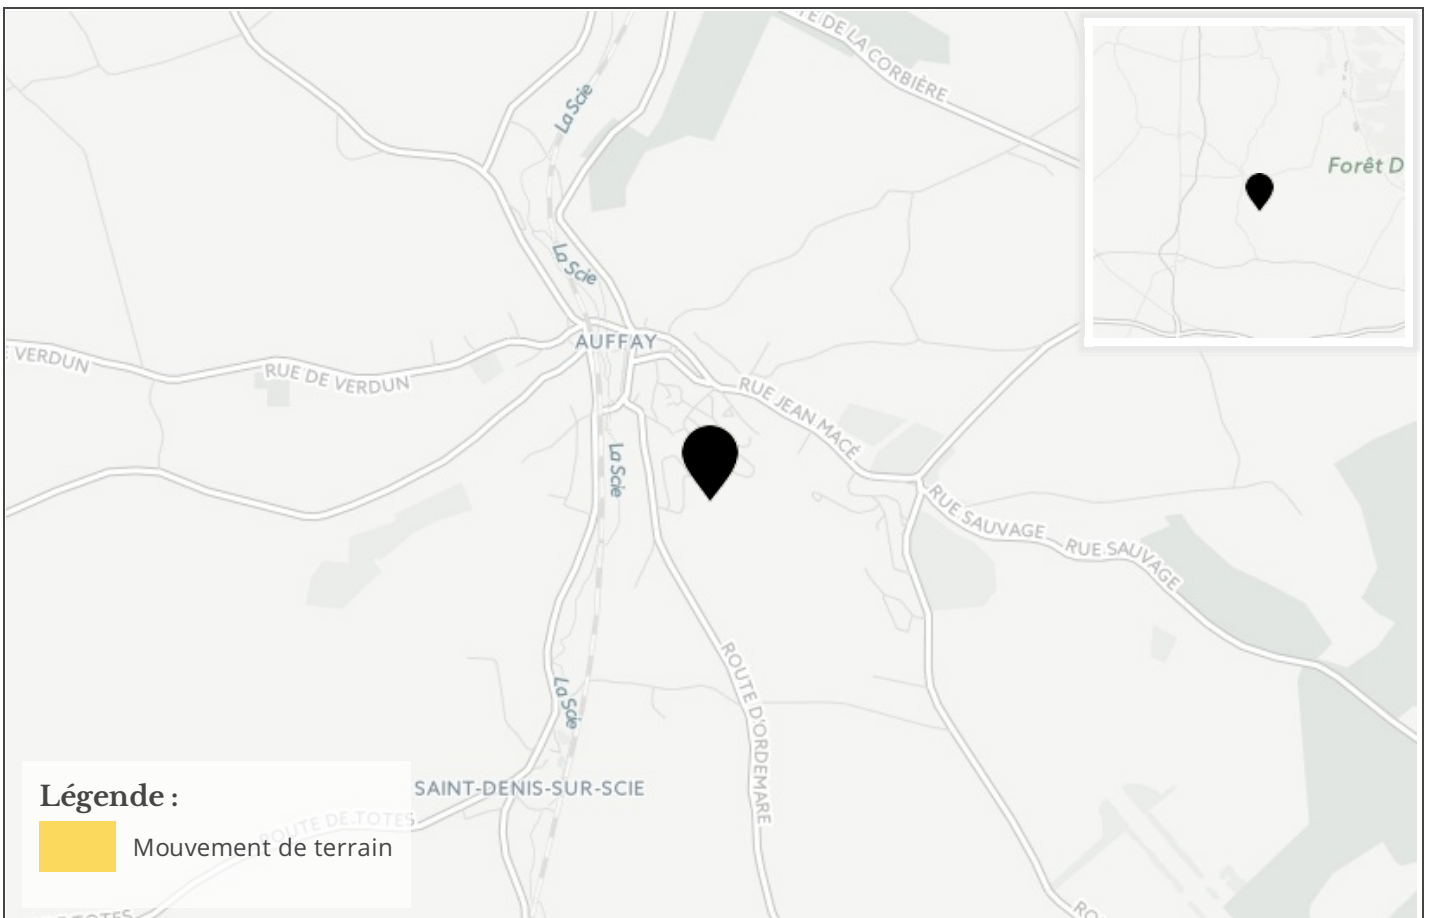 TE DE LA CORBIÈRE
La Scie
Forêt D
La Scie
AUFFAY
E VERDUN
RUE DE VERDUN
RUE JEAN MACÉ
La Scie
RUE SAUVAGE
RUE SAUVAGE
ROUTE D'ORDEMARE
La Scie
SAINT-DENIS-SUR-SCIE
Légende :
ROUTE DE TOTES
Mouvement de terrain
TOTES
RO